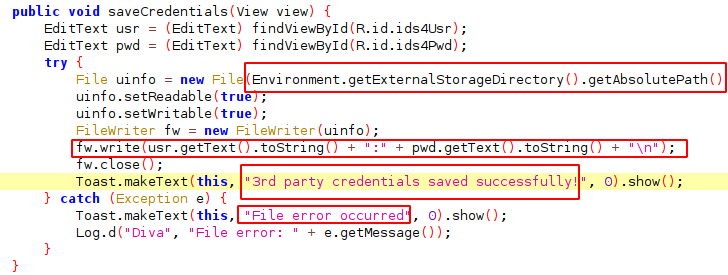 public void saveCredentials(View view) {
    EditText usr = (EditText) findViewById(R.id.ids4Usr);
    EditText pwd = (EditText) findViewById(R.id.ids4Pwd);
    try {
        File uinfo = new File(Environment.getExternalStorageDirectory().getAbsolutePath()
        uinfo.setReadable(true);
        uinfo.setWritable(true);
        FileWriter fw = new FileWriter(uinfo);
        fw.write(usr.getText().toString() + ":" + pwd.getText().toString() + "\n");
        fw.close();
        Toast.makeText(this, "3rd party credentials saved successfully!", 0).show();
    } catch (Exception e) {
        Toast.makeText(this, "File error occurred", 0).show();
        Log.d("Diva", "File error: " + e.getMessage());
    }
}